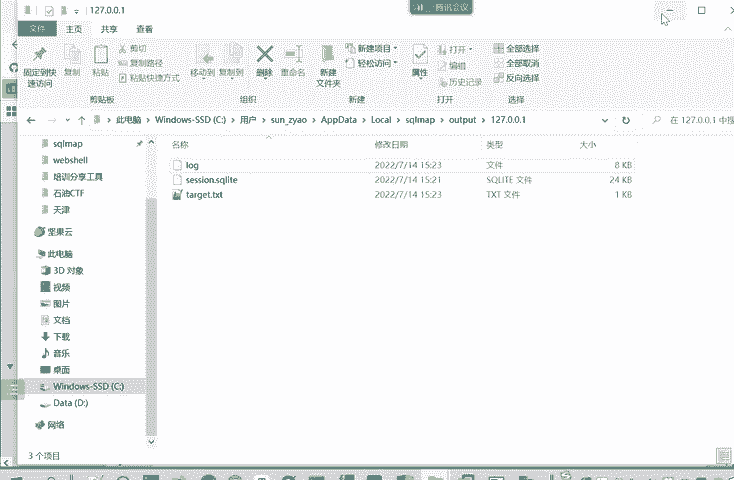 127.0.0.1
腾讯会议
文件 主页 共享 查看
固定到快速访问
复制
粘贴
剪切
复制路径
粘贴快捷方式
剪贴板
移动到
复制到
删除
重命名
组织
新建文件夹
新建项目
轻松访问
新建
属性
打开
编辑
历史记录
打开
全部选择
全部取消
反向选择
选择
此电脑 › Windows-SSD (C:) › 用户 › sun_zyao › AppData › Local › sqlmap › output › 127.0.0.1
在 127.0.0.1 中搜
名称 修改日期 类型 大小
log 2022/7/14 15:23 文件 8 KB
session.sqlite 2022/7/14 15:21 SQLITE 文件 24 KB
target.txt 2022/7/14 15:23 TXT 文件 1 KB
sqlmap
webshell
培训分享工具
石油CTF
天津
坚果云
此电脑
3D 对象
视频
图片
文档
下载
音乐
桌面
Windows-SSD (C:)
Data (D:)
网络
3 个项目